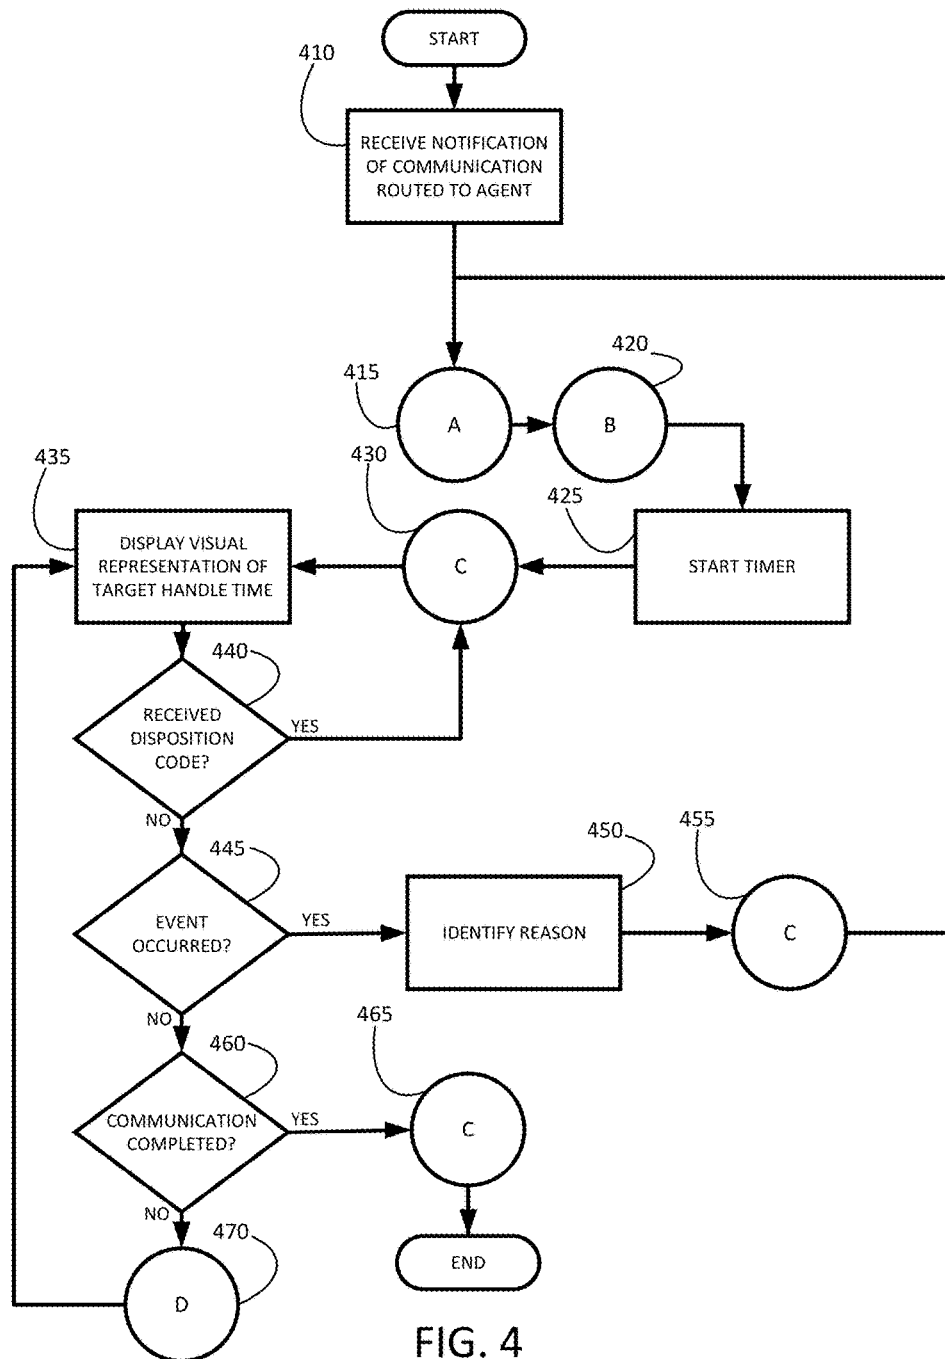 START
410
RECEIVE NOTIFICATION
OF COMMUNICATION
ROUTED TO AGENT
415
A
420
B
435
430
425
DISPLAY VISUAL
REPRESENTATION OF
TARGET HANDLE TIME
C
START TIMER
440
RECEIVED
DISPOSITION
CODE?
YES
NO
445
EVENT
OCCURRED?
YES
450
IDENTIFY REASON
455
C
NO
460
COMMUNICATION
COMPLETED?
YES
465
C
NO
470
D
END
FIG. 4